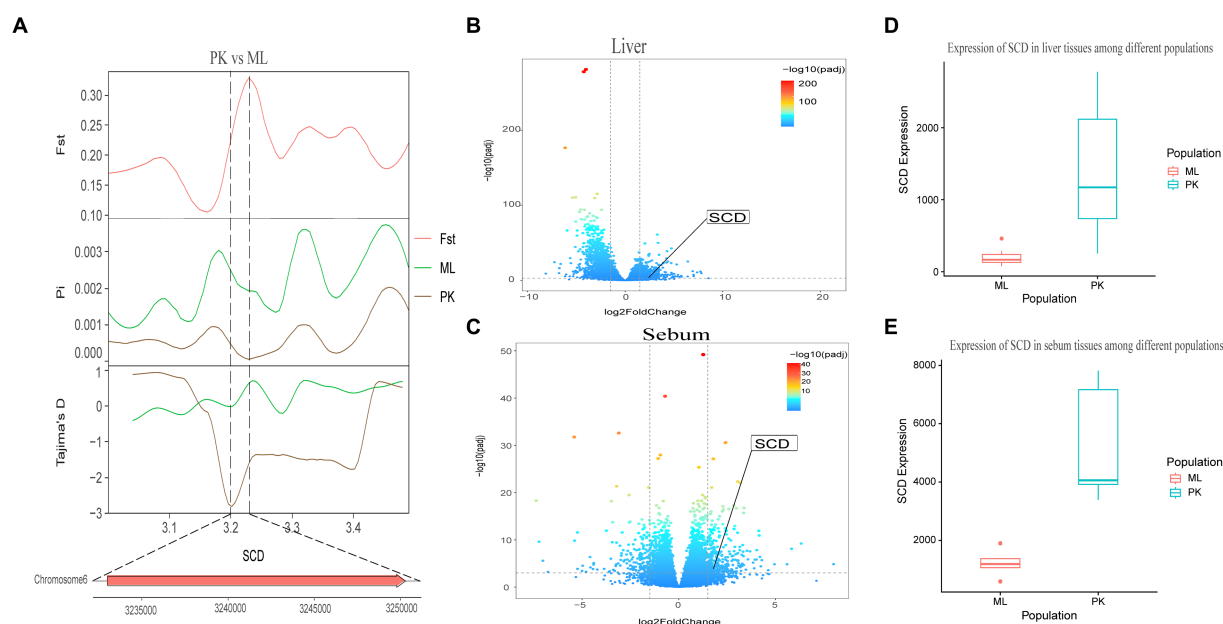 A
PK vs ML
Fst
0.30
0.25
0.20
0.15
0.10
Pi
0.003
0.002
0.001
0.000
Tajima's D
1
0
−1
−2
−3
3.1
3.2
3.3
3.4
Fst
ML
PK
SCD
Chromosome6
3235000
3240000
3245000
3250000
B
Liver
−log10(padj)
200
100
0
−10
0
10
20
log2FoldChange
SCD
−log10(padj)
200
100
C
Sebum
−log10(padj)
50
40
30
20
10
0
−5
0
5
log2FoldChange
SCD
−log10(padj)
40
30
20
10
D
Expression of SCD in liver tissues among different populations
SCD Expression
2000
1000
0
ML
PK
Population
Population
ML
PK
E
Expression of SCD in sebum tissues among different populations
SCD Expression
8000
6000
4000
2000
0
ML
PK
Population
Population
ML
PK